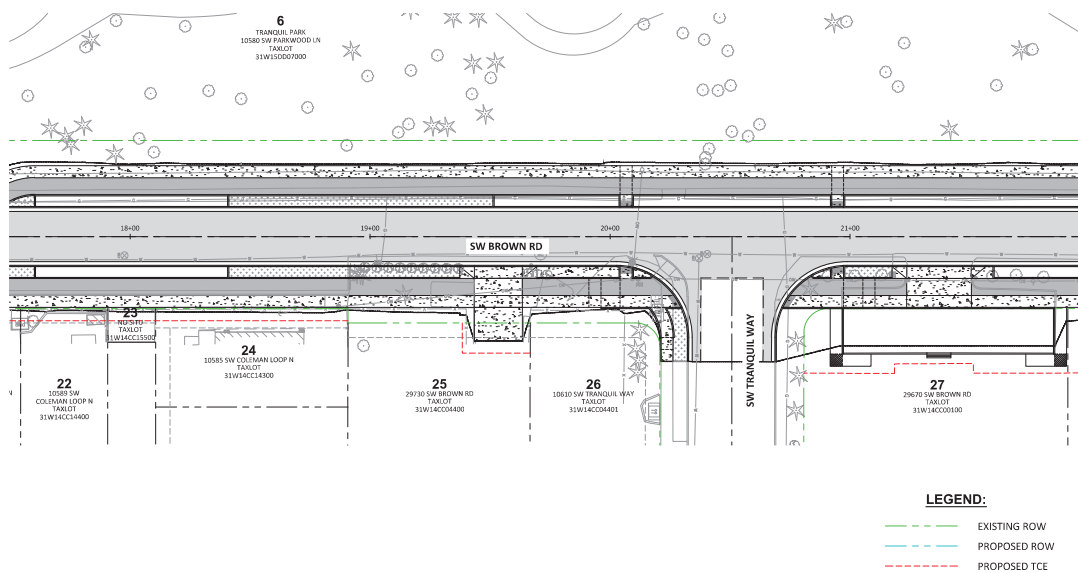 6
TRANQUIL PARK
10580 SW PARKWOOD LN
TAXLOT
31W15DD07000
18+00
19+00
20+00
21+00
SW BROWN RD
SW TRANQUIL WAY
22
10589 SW
COLEMAN LOOP N
TAXLOT
31W14CC14400
23
NO SITUS
TAXLOT
31W14CC15500
24
10585 SW COLEMAN LOOP N
TAXLOT
31W14CC14300
25
29730 SW BROWN RD
TAXLOT
31W14CC04400
26
10610 SW TRANQUIL WAY
TAXLOT
31W14CC04401
27
29670 SW BROWN RD
TAXLOT
31W14CC00100
LEGEND:
EXISTING ROW
PROPOSED ROW
PROPOSED TCE